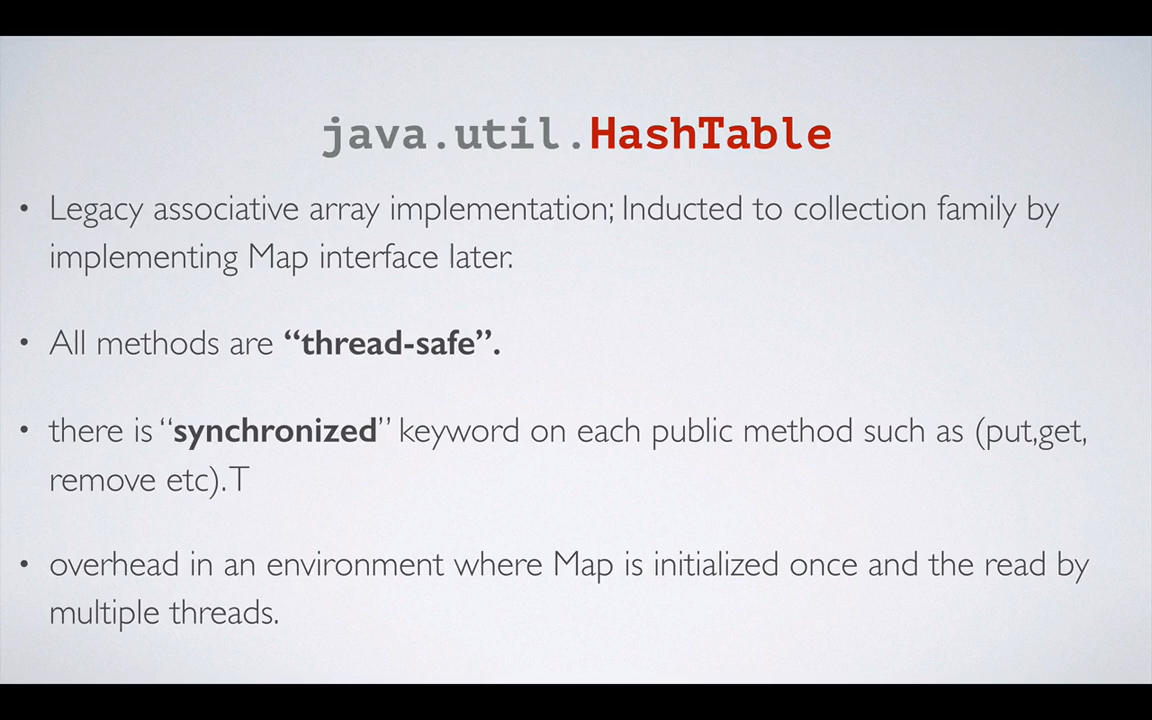 java.util.HashTable
• Legacy associative array implementation; Inducted to collection family by
implementing Map interface later.
• All methods are “thread-safe”.
• there is “synchronized” keyword on each public method such as (put,get,
remove etc).T
• overhead in an environment where Map is initialized once and the read by
multiple threads.